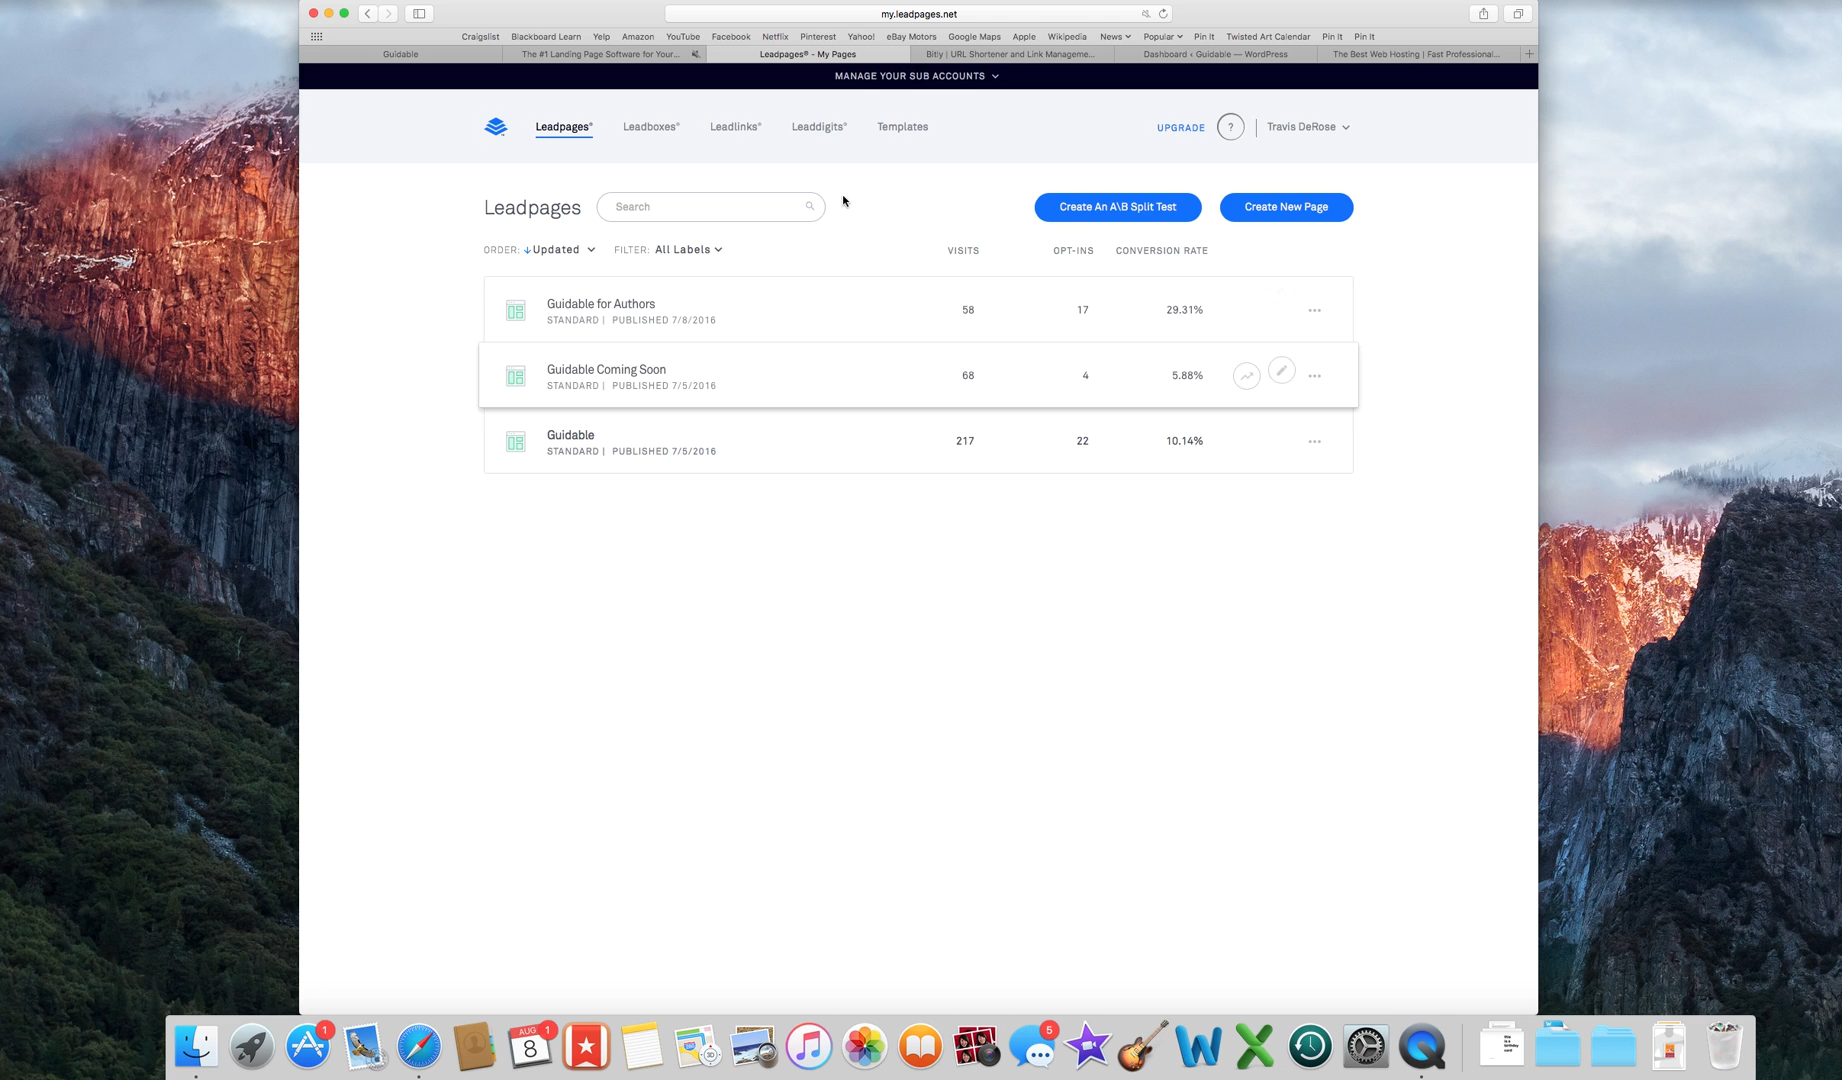 my.leadpages.net
Craigslist Blackboard Learn Yelp Amazon YouTube Facebook Netflix Pinterest Yahoo! eBay Motors Google Maps Apple Wikipedia News Popular Pin It Twisted Art Calendar Pin It Pin It
Guidable The #1 Landing Page Software for Your... Leadpages® - My Pages Bitly | URL Shortener and Link Manageme... Dashboard ‹ Guidable — WordPress The Best Web Hosting | Fast Professional...
MANAGE YOUR SUB ACCOUNTS
Leadpages® Leadboxes® Leadlinks® Leaddigits® Templates UPGRADE ? Travis DeRose
Leadpages Search Create An A\B Split Test Create New Page
ORDER: Updated FILTER: All Labels VISITS OPT-INS CONVERSION RATE
Guidable for Authors 58 17 29.31%
STANDARD | PUBLISHED 7/8/2016
Guidable Coming Soon 68 4 5.88%
STANDARD | PUBLISHED 7/5/2016
Guidable 217 22 10.14%
STANDARD | PUBLISHED 7/5/2016
1 AUG 8 1 5